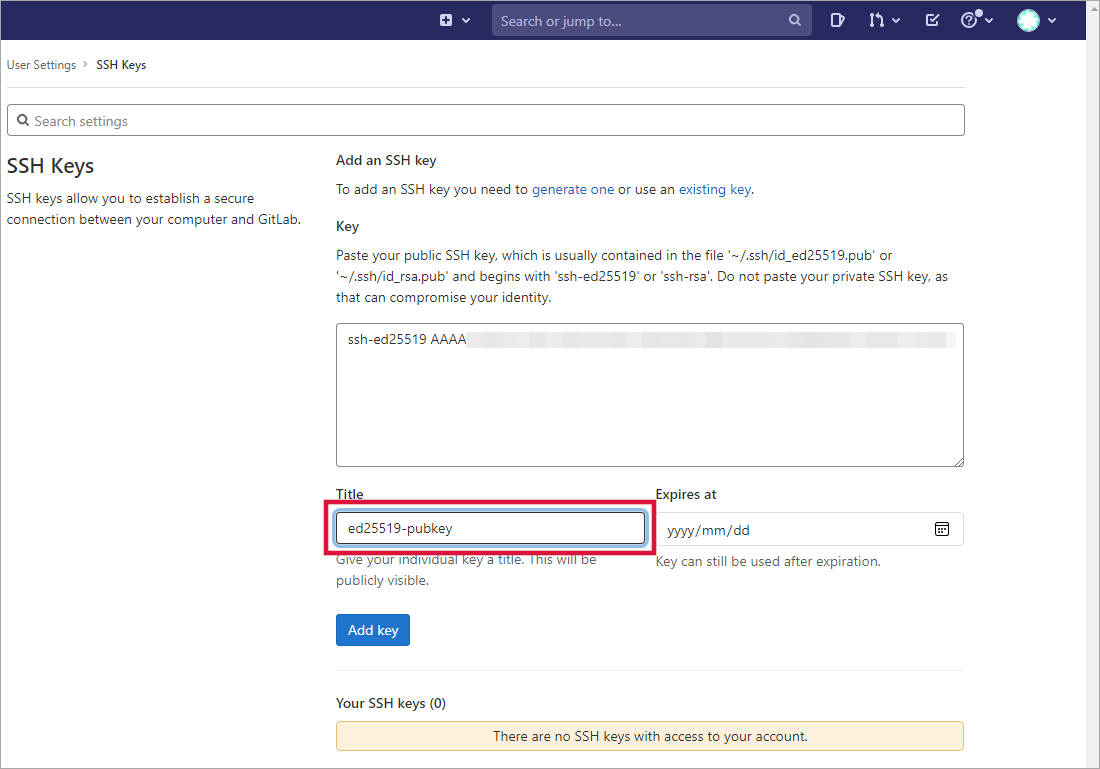 Search or jump to...
User Settings > SSH Keys
Search settings
SSH Keys
SSH keys allow you to establish a secure
connection between your computer and GitLab.
Add an SSH key
To add an SSH key you need to generate one or use an existing key.
Key
Paste your public SSH key, which is usually contained in the file '~/.ssh/id_ed25519.pub' or
'~/.ssh/id_rsa.pub' and begins with 'ssh-ed25519' or 'ssh-rsa'. Do not paste your private SSH key, as
that can compromise your identity.
ssh-ed25519 AAAA
Title
ed25519-pubkey
Give your individual key a title. This will be
publicly visible.
Expires at
yyyy/mm/dd
Key can still be used after expiration.
Add key
Your SSH keys (0)
There are no SSH keys with access to your account.